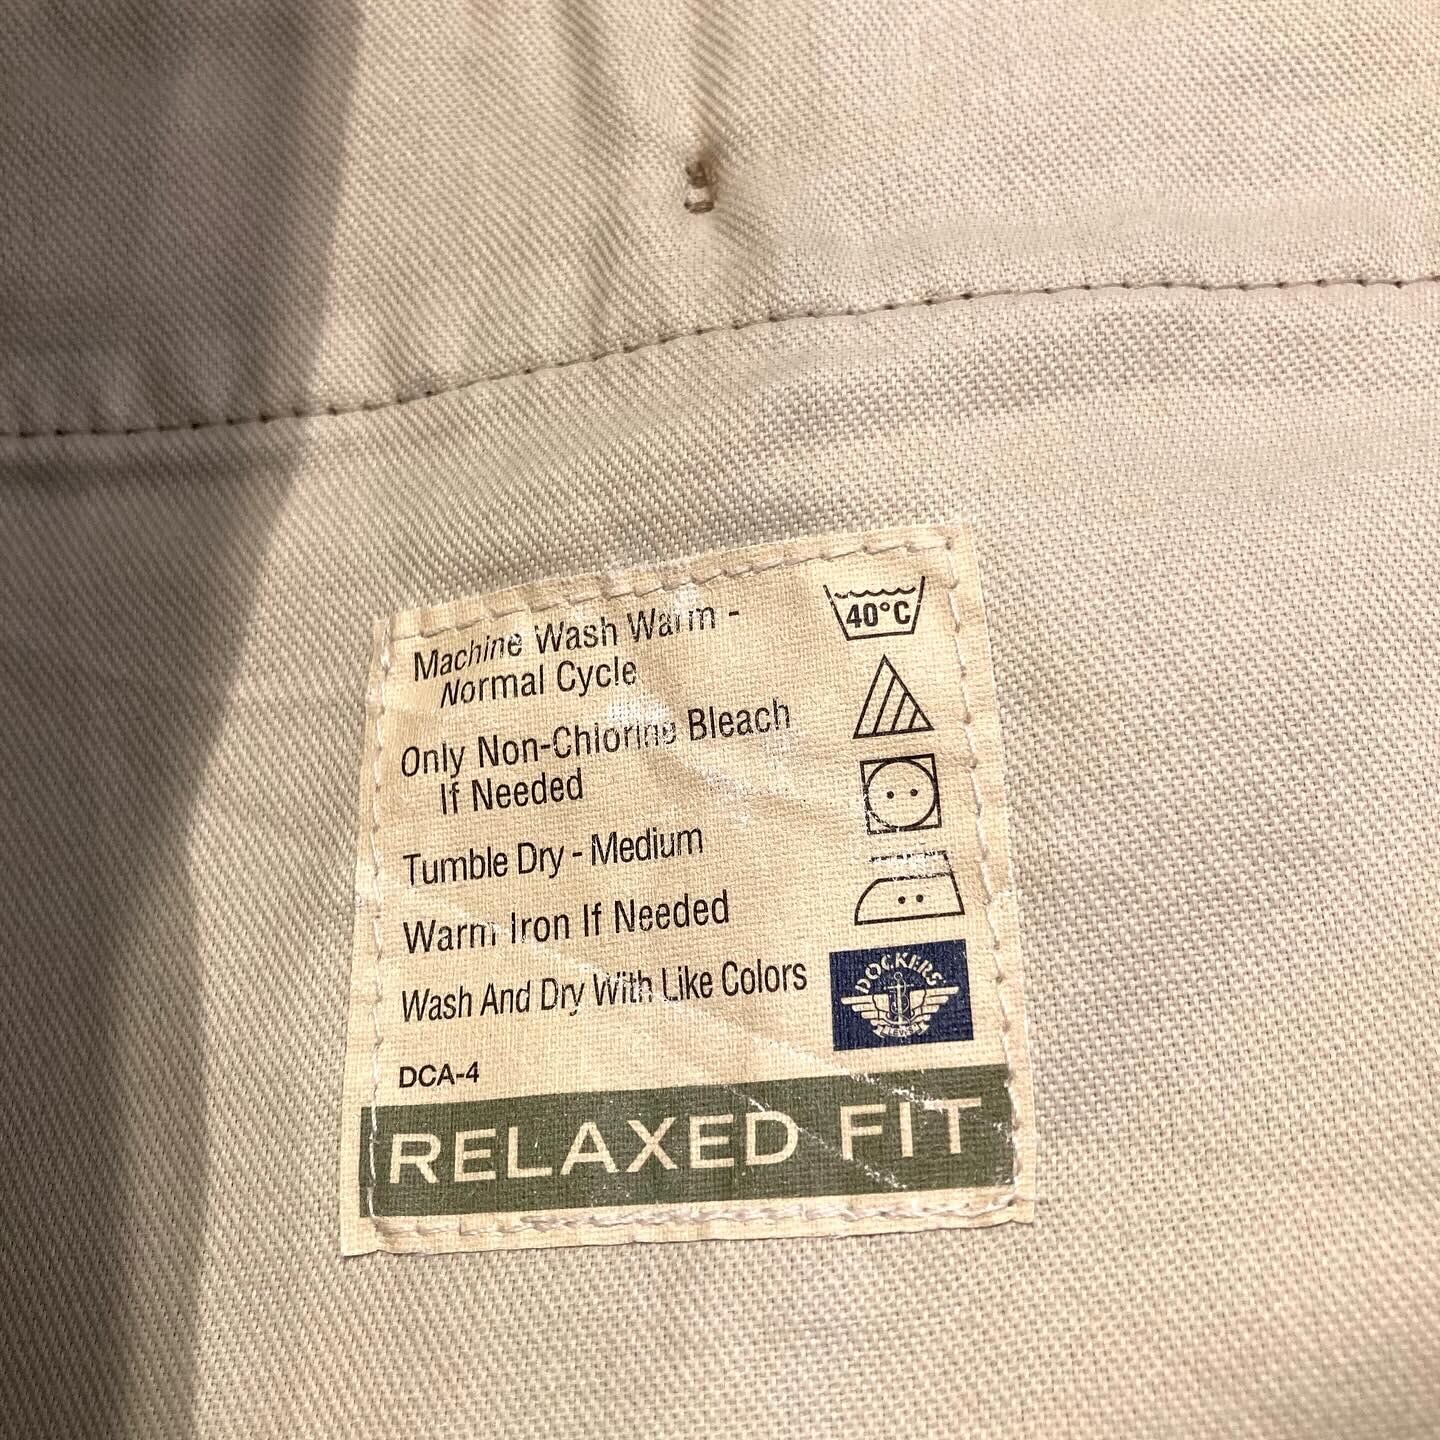 Machine Wash Warm -
Normal Cycle
40°C
Only Non-Chlorine Bleach
If Needed
Tumble Dry - Medium
Warm Iron If Needed
Wash And Dry With Like Colors
DOCKERS
LEVI'S
DCA-4
RELAXED FIT